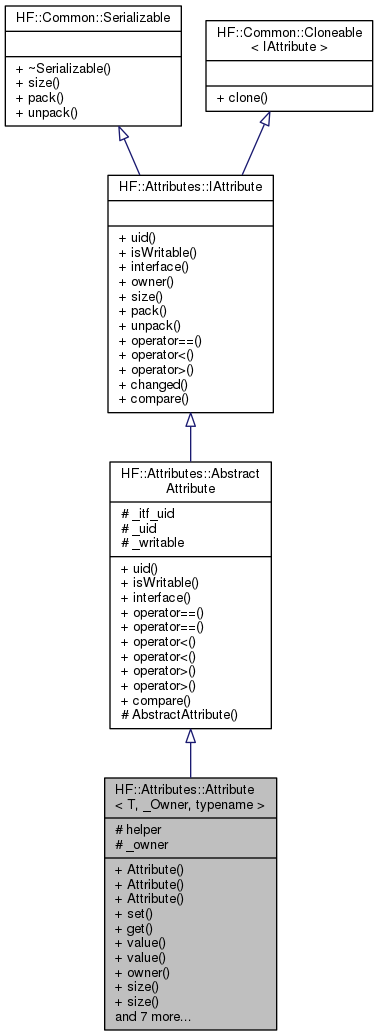 HF::Common::Serializable
+ ~Serializable()
+ size()
+ pack()
+ unpack()
HF::Common::Cloneable
< IAttribute >
+ clone()
HF::Attributes::IAttribute
+ uid()
+ isWritable()
+ interface()
+ owner()
+ size()
+ pack()
+ unpack()
+ operator==()
+ operator<()
+ operator>()
+ changed()
+ compare()
HF::Attributes::Abstract
Attribute
# _itf_uid
# _uid
# _writable
+ uid()
+ isWritable()
+ interface()
+ operator==()
+ operator==()
+ operator<()
+ operator<()
+ operator>()
+ operator>()
+ compare()
# AbstractAttribute()
HF::Attributes::Attribute
< T, _Owner, typename >
# helper
# _owner
+ Attribute()
+ Attribute()
+ Attribute()
+ set()
+ get()
+ value()
+ value()
+ owner()
+ size()
+ size()
and 7 more...